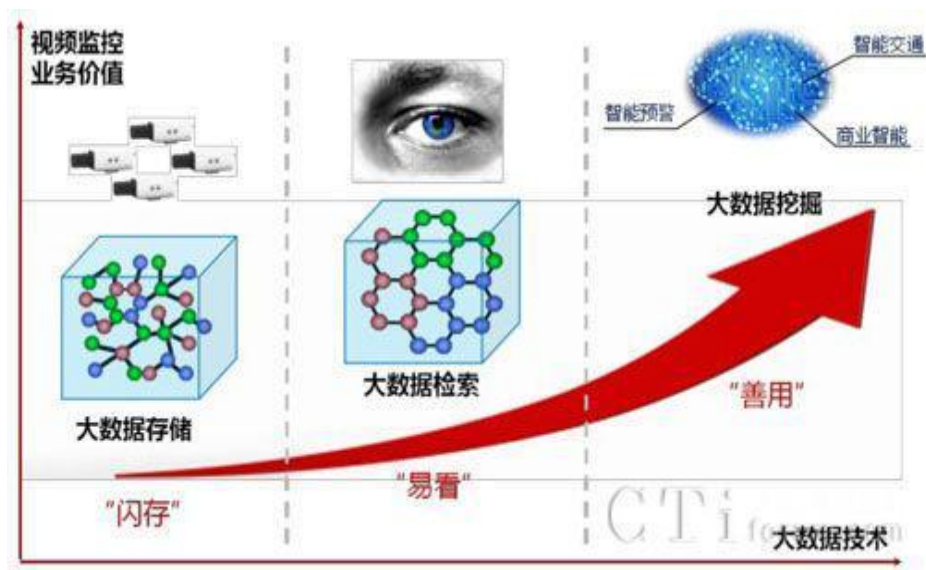 视频监控
业务价值
智能交通
智能预警
商业智能
大数据挖掘
大数据检索
大数据存储
"善用"
"易看"
"闪存"
CTi
大数据技术